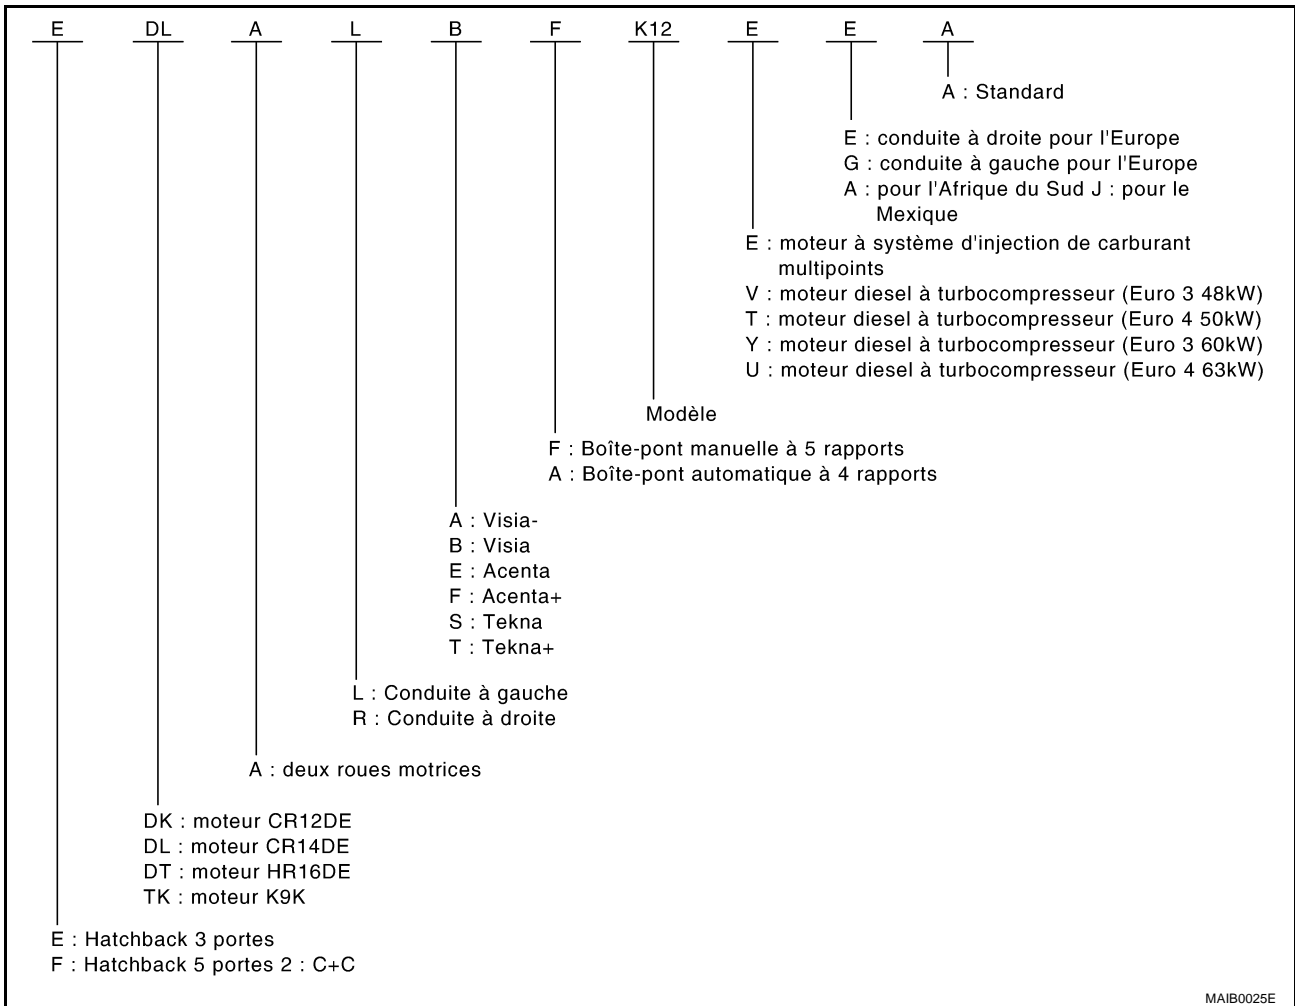 E DL A L B F K12 E E A
A : Standard
E : conduite à droite pour l'Europe
G : conduite à gauche pour l'Europe
A : pour l'Afrique du Sud J : pour le
Mexique
E : moteur à système d'injection de carburant
multipoints
V : moteur diesel à turbocompresseur (Euro 3 48kW)
T : moteur diesel à turbocompresseur (Euro 4 50kW)
Y : moteur diesel à turbocompresseur (Euro 3 60kW)
U : moteur diesel à turbocompresseur (Euro 4 63kW)
Modèle
F : Boîte-pont manuelle à 5 rapports
A : Boîte-pont automatique à 4 rapports
A : Visia-
B : Visia
E : Acenta
F : Acenta+
S : Tekna
T : Tekna+
L : Conduite à gauche
R : Conduite à droite
A : deux roues motrices
DK : moteur CR12DE
DL : moteur CR14DE
DT : moteur HR16DE
TK : moteur K9K
E : Hatchback 3 portes
F : Hatchback 5 portes 2 : C+C
MAIB0025E